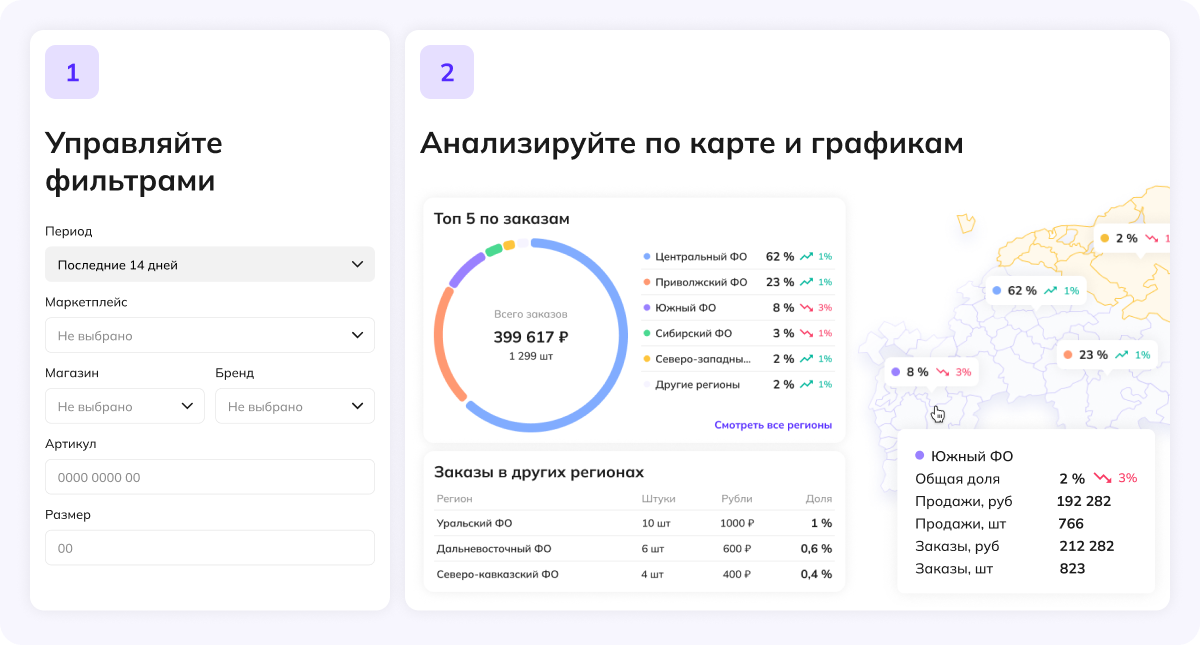 1
Управляйте
фильтрами
Период
Последние 14 дней
Маркетплейс
Не выбрано
Магазин Бренд
Не выбрано Не выбрано
Артикул
0000 0000 00
Размер
00
2
Анализируйте по карте и графикам
Топ 5 по заказам
Всего заказов
399 617 ₽
1 299 шт
Центральный ФО 62 % 1%
Приволжский ФО 23 % 1%
Южный ФО 8 % 3%
Сибирский ФО 3 % 1%
Северо-западны... 2 % 1%
Другие регионы 2 % 1%
Смотреть все регионы
Заказы в других регионах
Регион Штуки Рубли Доля
Уральский ФО 10 шт 1000 ₽ 1 %
Дальневосточный ФО 6 шт 600 ₽ 0,6 %
Северо-кавказский ФО 4 шт 400 ₽ 0,4 %
2 % 1
62 % 1%
23 % 1%
8 % 3%
Южный ФО
Общая доля 2 % 3%
Продажи, руб 192 282
Продажи, шт 766
Заказы, руб 212 282
Заказы, шт 823